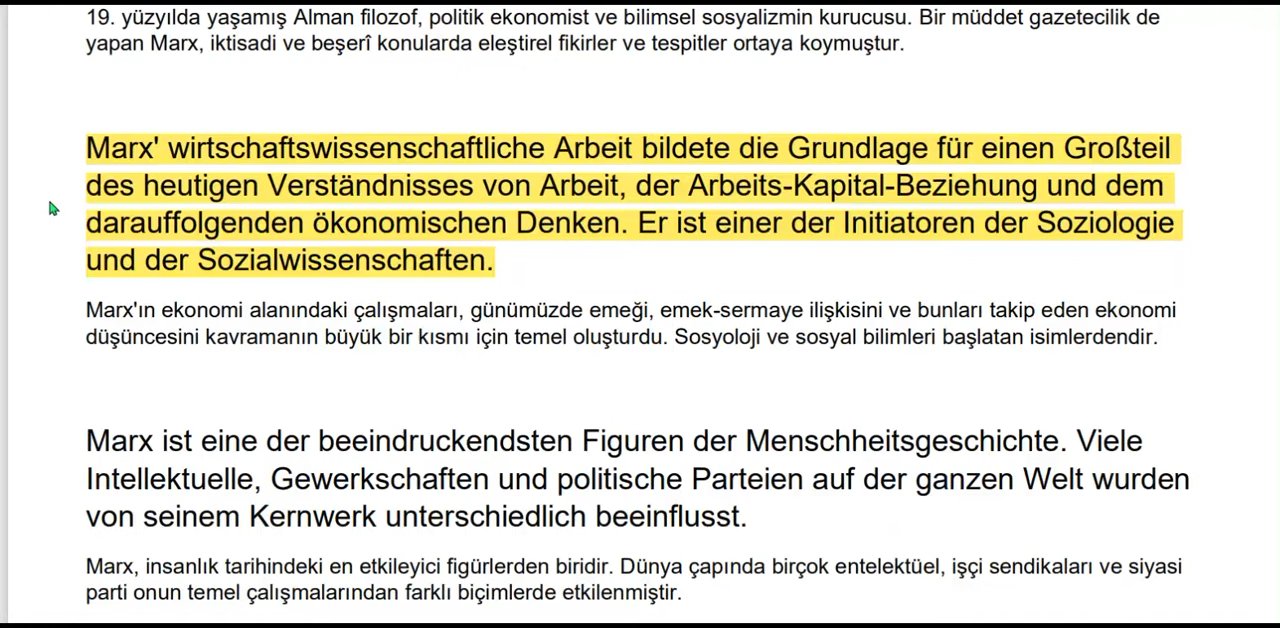 19. yüzyılda yaşamış Alman filozof, politik ekonomist ve bilimsel sosyalizmin kurucusu. Bir müddet gazetecilik de
yapan Marx, iktisadi ve beşerî konularda eleştirel fikirler ve tespitler ortaya koymuştur.
Marx' wirtschaftswissenschaftliche Arbeit bildete die Grundlage für einen Großteil
des heutigen Verständnisses von Arbeit, der Arbeits-Kapital-Beziehung und dem
darauffolgenden ökonomischen Denken. Er ist einer der Initiatoren der Soziologie
und der Sozialwissenschaften.
Marx'ın ekonomi alanındaki çalışmaları, günümüzde emeği, emek-sermaye ilişkisini ve bunları takip eden ekonomi
düşüncesini kavramanın büyük bir kısmı için temel oluşturdu. Sosyoloji ve sosyal bilimleri başlatan isimlerdendir.
Marx ist eine der beeindruckendsten Figuren der Menschheitsgeschichte. Viele
Intellektuelle, Gewerkschaften und politische Parteien auf der ganzen Welt wurden
von seinem Kernwerk unterschiedlich beeinflusst.
Marx, insanlık tarihindeki en etkileyici figürlerden biridir. Dünya çapında birçok entelektüel, işçi sendikaları ve siyasi
parti onun temel çalışmalarından farklı biçimlerde etkilenmiştir.